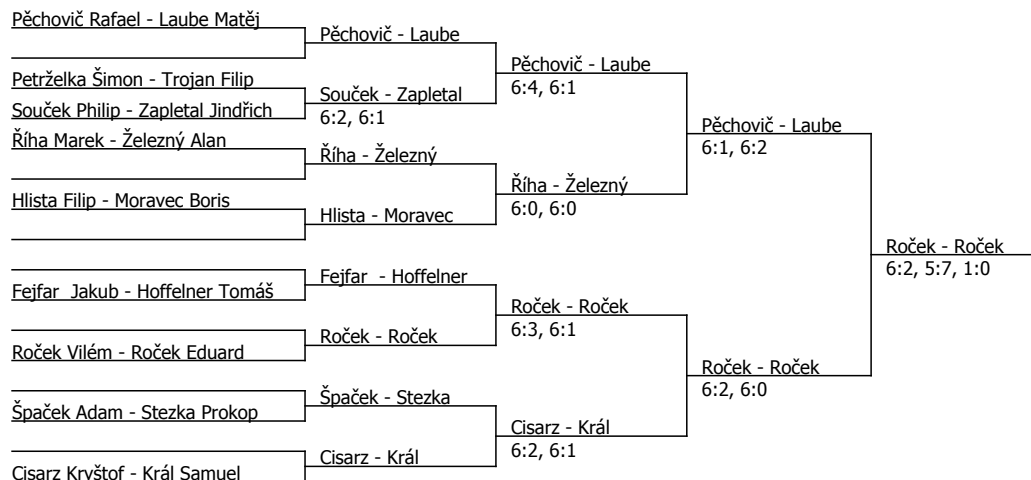 Pěchovič Rafael - Laube Matěj
Pěchovič - Laube
Pěchovič - Laube
6:4, 6:1
Petrželka Šimon - Trojan Filip
Souček - Zapletal
6:2, 6:1
Souček Philip - Zapletal Jindřich
Pěchovič - Laube
6:1, 6:2
Říha Marek - Železný Alan
Říha - Železný
Říha - Železný
6:0, 6:0
Hlista Filip - Moravec Boris
Hlista - Moravec
Roček - Roček
6:2, 5:7, 1:0
Fejfar  - Hoffelner
Fejfar  Jakub - Hoffelner Tomáš
Roček - Roček
6:3, 6:1
Roček - Roček
Roček Vilém - Roček Eduard
Roček - Roček
6:2, 6:0
Špaček - Stezka
Špaček Adam - Stezka Prokop
Cisarz - Král
6:2, 6:1
Cisarz - Král
Cisarz Kryštof - Král Samuel